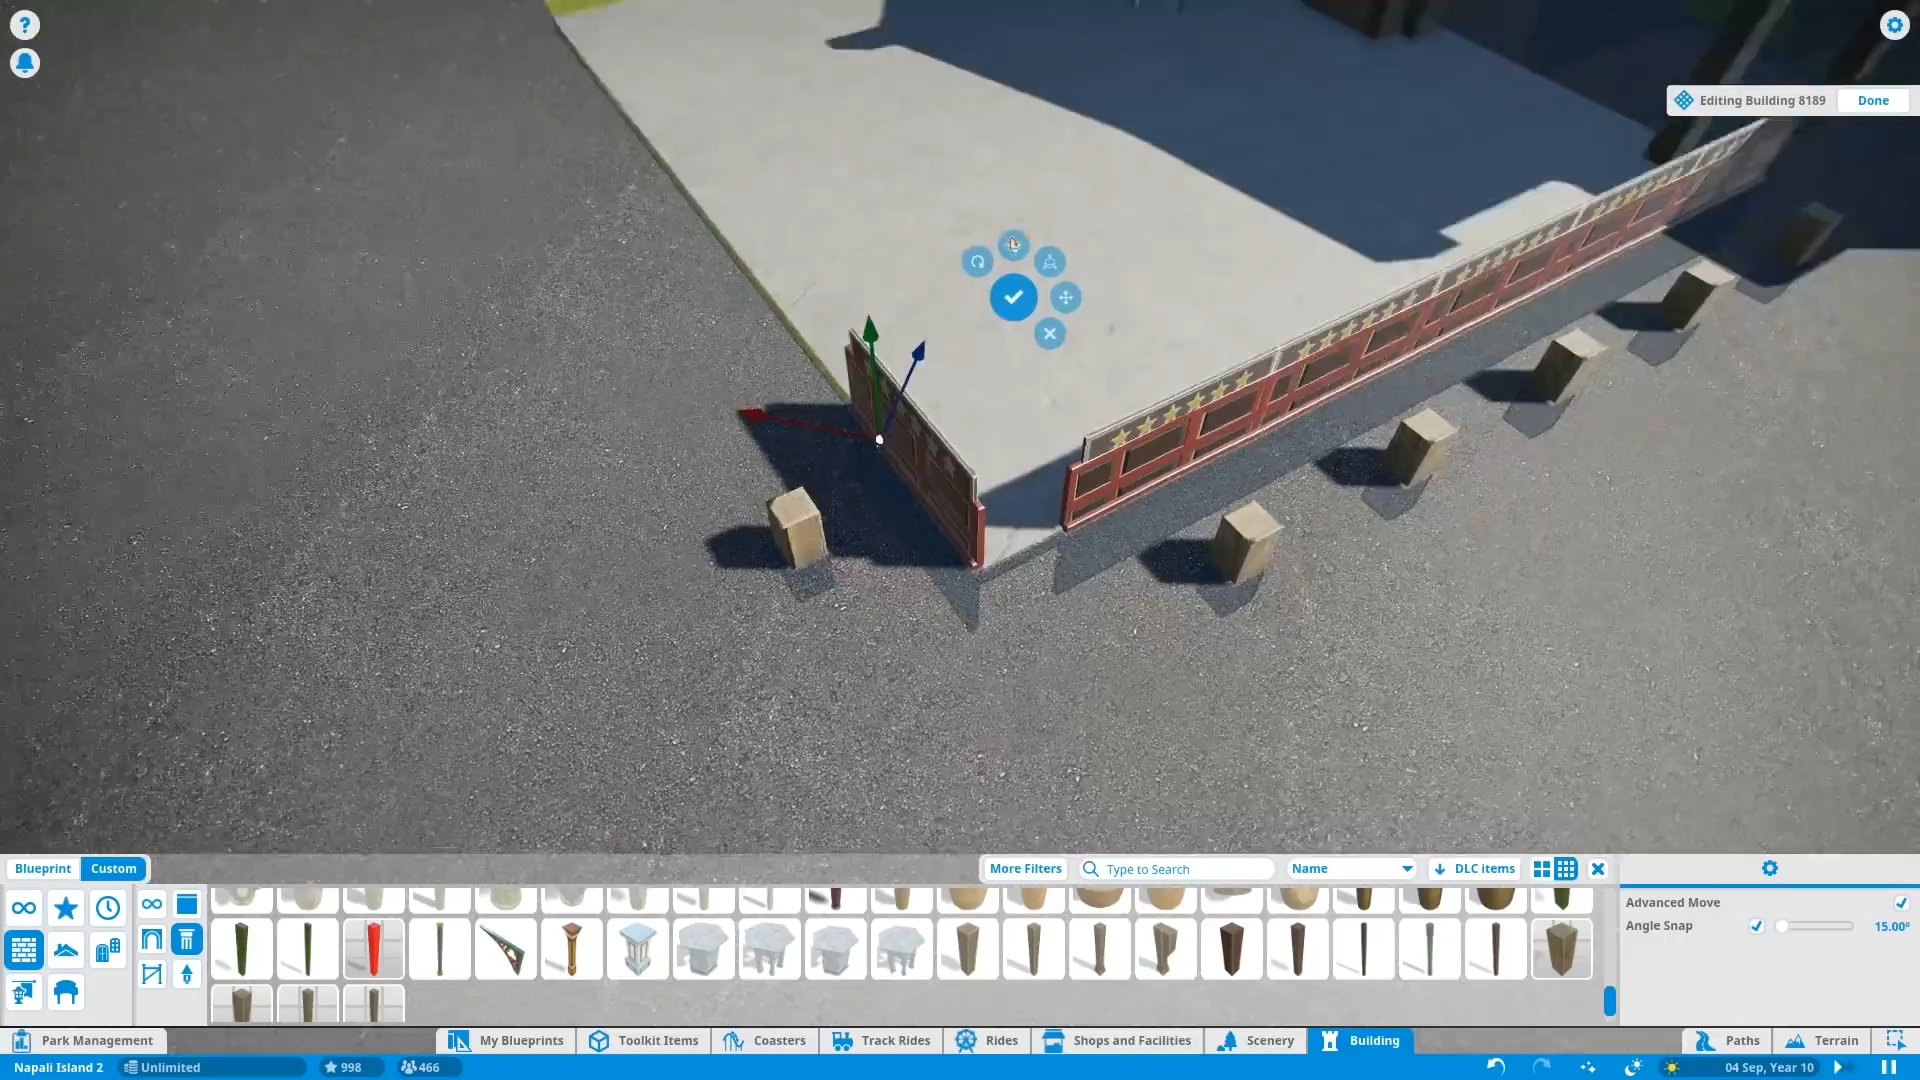 ?
Editing Building 8189
Done
Blueprint
Custom
More Filters
Type to Search
Name
DLC items
Advanced Move
Angle Snap
15.00°
Park Management
My Blueprints
Toolkit Items
Coasters
Track Rides
Rides
Shops and Facilities
Scenery
Building
Paths
Terrain
Napali Island 2
Unlimited
998
466
04 Sep, Year 10